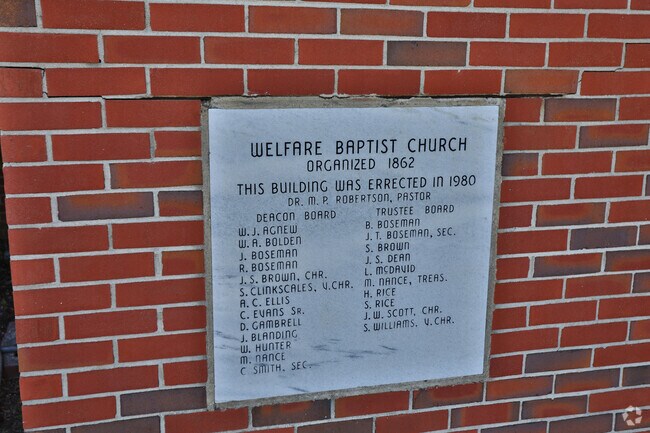 WELFARE BAPTIST CHURCH
ORGANIZED 1862
THIS BUILDING WAS ERRECTED IN 1980
DR. M. P. ROBERTSON, PASTOR
DEACON BOARD
W. J. AGNEW
W. A. BOLDEN
J. BOSEMAN
R. BOSEMAN
J. S. BROWN, CHR.
S. CLINKSCALES, V. CHR.
A. C. ELLIS
C. EVANS SR.
D. GAMBRELL
J. BLANDING
W. HUNTER
M. NANCE
C. SMITH, SEC.
TRUSTEE BOARD
B. BOSEMAN
J. T. BOSEMAN, SEC.
S. BROWN
J. S. DEAN
L. MCDAVID
M. NANCE, TREAS.
H. RICE
S. RICE
J. W. SCOTT, CHR.
S. WILLIAMS, V. CHR.